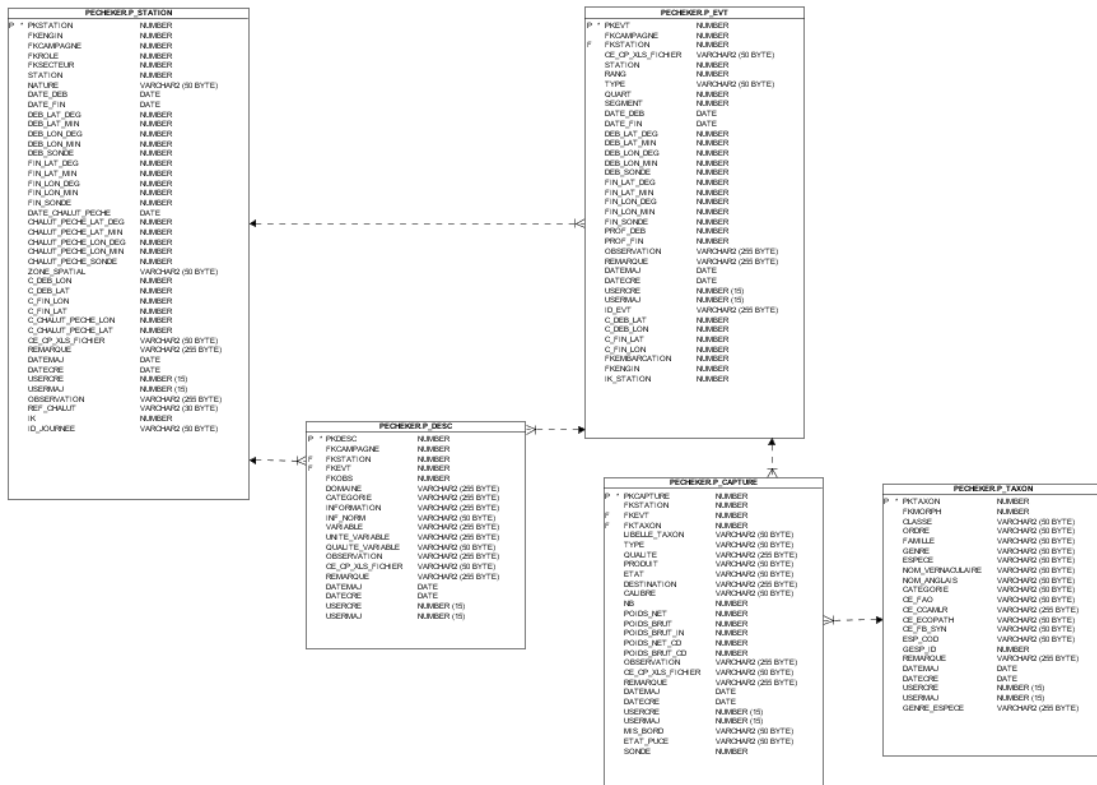 PECHEKER.P_STATION
P * PKSTATION NUMBER
FKENGIN NUMBER
FKCAMPAGNE NUMBER
FKROLE NUMBER
FKSECTEUR NUMBER
STATION NUMBER
NATURE VARCHAR2 (50 BYTE)
DATE_DEB DATE
DATE_FIN DATE
DEB_LAT_DEG NUMBER
DEB_LAT_MIN NUMBER
DEB_LON_DEG NUMBER
DEB_LON_MIN NUMBER
DEB_SONDE NUMBER
FIN_LAT_DEG NUMBER
FIN_LAT_MIN NUMBER
FIN_LON_DEG NUMBER
FIN_LON_MIN NUMBER
FIN_SONDE NUMBER
DATE_CHALUT_PECHE DATE
CHALUT_PECHE_LAT_DEG NUMBER
CHALUT_PECHE_LAT_MIN NUMBER
CHALUT_PECHE_LON_DEG NUMBER
CHALUT_PECHE_LON_MIN NUMBER
CHALUT_PECHE_SONDE NUMBER
ZONE_SPATIAL VARCHAR2 (50 BYTE)
C_DEB_LON NUMBER
C_DEB_LAT NUMBER
C_FIN_LON NUMBER
C_FIN_LAT NUMBER
C_CHALUT_PECHE_LON NUMBER
C_CHALUT_PECHE_LAT NUMBER
CE_CP_XLS_FICHIER VARCHAR2 (50 BYTE)
REMARQUE VARCHAR2 (255 BYTE)
DATEMAJ DATE
DATECRE DATE
USERCRE NUMBER (15)
USERMAJ NUMBER (15)
OBSERVATION VARCHAR2 (255 BYTE)
REF_CHALUT VARCHAR2 (30 BYTE)
IK NUMBER
ID_JOURNEE VARCHAR2 (50 BYTE)
PECHEKER.P_EVT
P * PKEVT NUMBER
FKCAMPAGNE NUMBER
F FKSTATION NUMBER
CE_CP_XLS_FICHIER VARCHAR2 (50 BYTE)
STATION NUMBER
RANG NUMBER
TYPE VARCHAR2 (50 BYTE)
QUART NUMBER
SEGMENT NUMBER
DATE_DEB DATE
DATE_FIN DATE
DEB_LAT_DEG NUMBER
DEB_LAT_MIN NUMBER
DEB_LON_DEG NUMBER
DEB_LON_MIN NUMBER
DEB_SONDE NUMBER
FIN_LAT_DEG NUMBER
FIN_LAT_MIN NUMBER
FIN_LON_DEG NUMBER
FIN_LON_MIN NUMBER
FIN_SONDE NUMBER
PROF_DEB NUMBER
PROF_FIN NUMBER
OBSERVATION VARCHAR2 (255 BYTE)
REMARQUE VARCHAR2 (255 BYTE)
DATEMAJ DATE
DATECRE DATE
USERCRE NUMBER (15)
USERMAJ NUMBER (15)
ID_EVT VARCHAR2 (255 BYTE)
C_DEB_LAT NUMBER
C_DEB_LON NUMBER
C_FIN_LAT NUMBER
C_FIN_LON NUMBER
FKEMBARCATION NUMBER
FKENGIN NUMBER
IK_STATION NUMBER
PECHEKER.P_DESC
P * PKDESC NUMBER
FKCAMPAGNE NUMBER
F FKSTATION NUMBER
F FKEVT NUMBER
FKOBS NUMBER
DOMAINE VARCHAR2 (255 BYTE)
CATEGORIE VARCHAR2 (255 BYTE)
INFORMATION VARCHAR2 (255 BYTE)
INF_NORM VARCHAR2 (50 BYTE)
VARIABLE VARCHAR2 (255 BYTE)
UNITE_VARIABLE VARCHAR2 (255 BYTE)
QUALITE_VARIABLE VARCHAR2 (50 BYTE)
OBSERVATION VARCHAR2 (255 BYTE)
CE_CP_XLS_FICHIER VARCHAR2 (50 BYTE)
REMARQUE VARCHAR2 (255 BYTE)
DATEMAJ DATE
DATECRE DATE
USERCRE NUMBER (15)
USERMAJ NUMBER (15)
PECHEKER.P_CAPTURE
P * PKCAPTURE NUMBER
FKSTATION NUMBER
F FKEVT NUMBER
F FKTAXON NUMBER
LIBELLE_TAXON VARCHAR2 (50 BYTE)
TYPE VARCHAR2 (50 BYTE)
QUALITE VARCHAR2 (255 BYTE)
PRODUIT VARCHAR2 (50 BYTE)
ETAT VARCHAR2 (50 BYTE)
DESTINATION VARCHAR2 (255 BYTE)
CALIBRE VARCHAR2 (50 BYTE)
NB NUMBER
POIDS_NET NUMBER
POIDS_BRUT NUMBER
POIDS_BRUT_IN NUMBER
POIDS_NET_CD NUMBER
POIDS_BRUT_CD NUMBER
OBSERVATION VARCHAR2 (255 BYTE)
CE_CP_XLS_FICHIER VARCHAR2 (50 BYTE)
REMARQUE VARCHAR2 (255 BYTE)
DATEMAJ DATE
DATECRE DATE
USERCRE NUMBER (15)
USERMAJ NUMBER (15)
MIS_BORD VARCHAR2 (50 BYTE)
ETAT_PUCE VARCHAR2 (50 BYTE)
SONDE NUMBER
PECHEKER.P_TAXON
P * PKTAXON NUMBER
FKMORPH NUMBER
CLASSE VARCHAR2 (50 BYTE)
ORDRE VARCHAR2 (50 BYTE)
FAMILLE VARCHAR2 (50 BYTE)
GENRE VARCHAR2 (50 BYTE)
ESPECE VARCHAR2 (50 BYTE)
NOM_VERNACULAIRE VARCHAR2 (50 BYTE)
NOM_ANGLAIS VARCHAR2 (50 BYTE)
CATEGORIE VARCHAR2 (50 BYTE)
CE_FAO VARCHAR2 (50 BYTE)
CE_CCAMLR VARCHAR2 (255 BYTE)
CE_ECOPATH VARCHAR2 (50 BYTE)
CE_FB_SYN VARCHAR2 (50 BYTE)
ESP_COD VARCHAR2 (50 BYTE)
GESP_ID NUMBER
REMARQUE VARCHAR2 (255 BYTE)
DATEMAJ DATE
DATECRE DATE
USERCRE NUMBER (15)
USERMAJ NUMBER (15)
GENRE_ESPECE VARCHAR2 (255 BYTE)